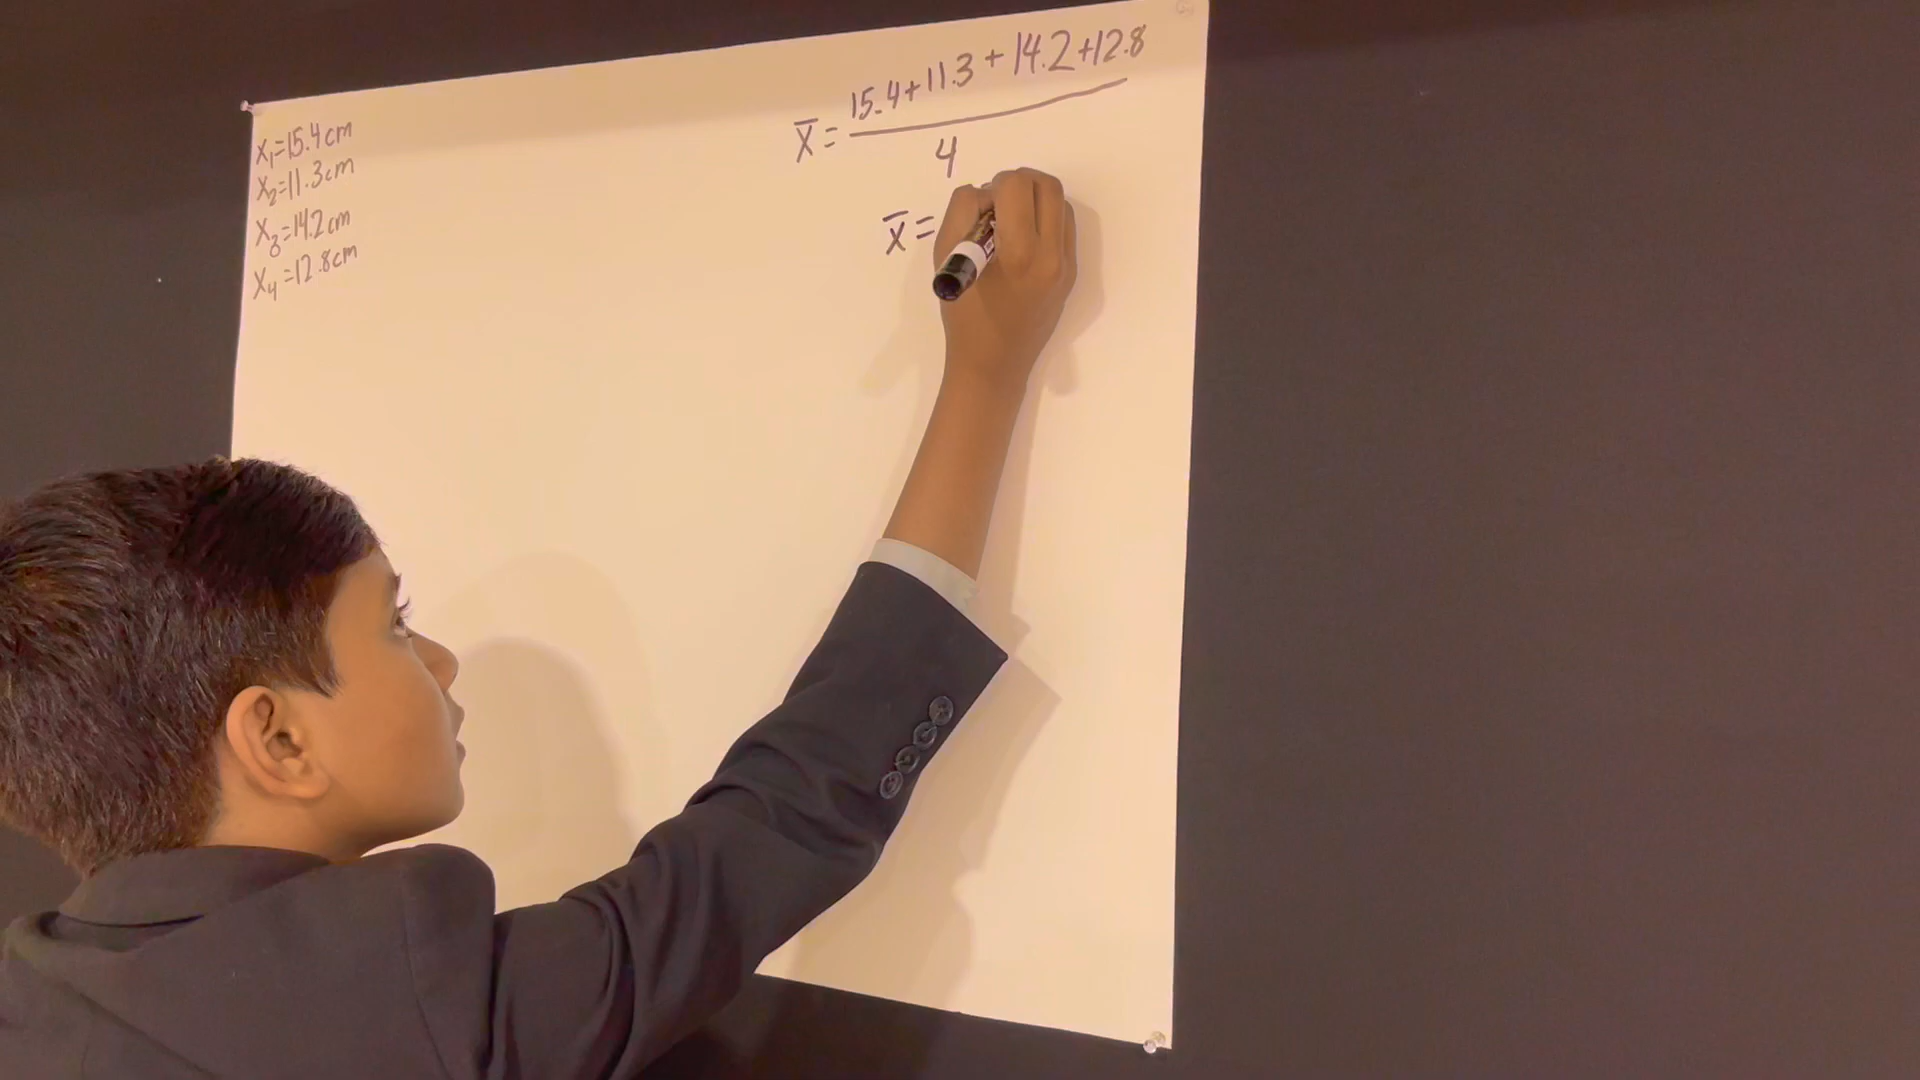 X₁=15.4cm
X₂=11.3cm
X₃=14.2cm
X₄=12.8cm
X̅ = 15.4+11.3+14.2+12.8
4
X̅ =